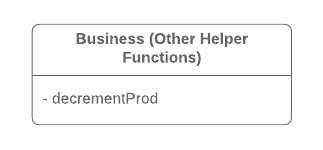 Business (Other Helper
Functions)
- decrementProd